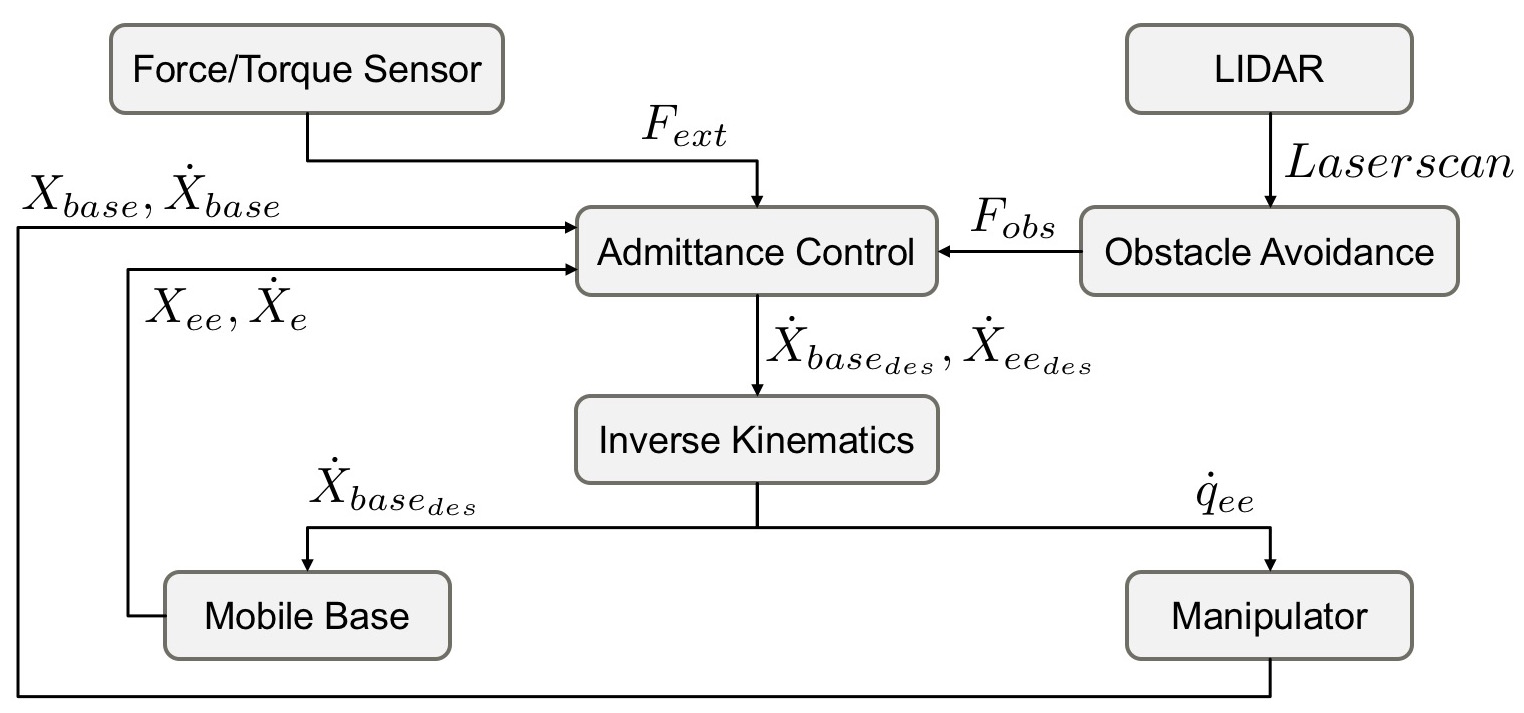 Force/Torque Sensor
LIDAR
F_{ext}
Laserscan
X_{base}, \dot{X}_{base}
F_{obs}
Admittance Control
Obstacle Avoidance
X_{ee}, \dot{X}_{e}
\dot{X}_{base_{des}}, \dot{X}_{ee_{des}}
Inverse Kinematics
\dot{X}_{base_{des}}
\dot{q}_{ee}
Mobile Base
Manipulator